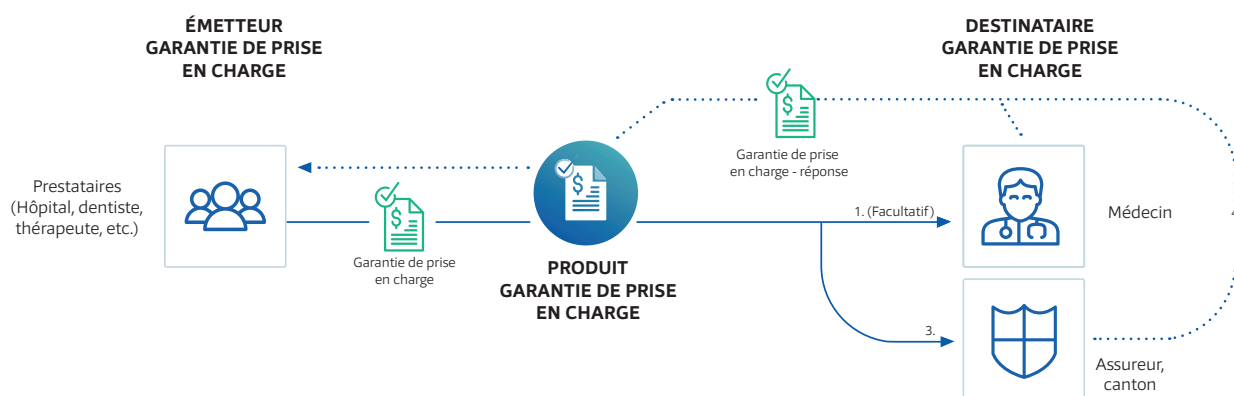 ÉMETTEUR
GARANTIE DE PRISE
EN CHARGE
DESTINATAIRE
GARANTIE DE PRISE
EN CHARGE
$
Garantie de prise
en charge - réponse
Prestataires
(Hôpital, dentiste,
thérapeute, etc.)
$
Garantie de prise
en charge
$
PRODUIT
GARANTIE DE PRISE
EN CHARGE
1. (Facultatif)
Médecin
3.
Assureur,
canton